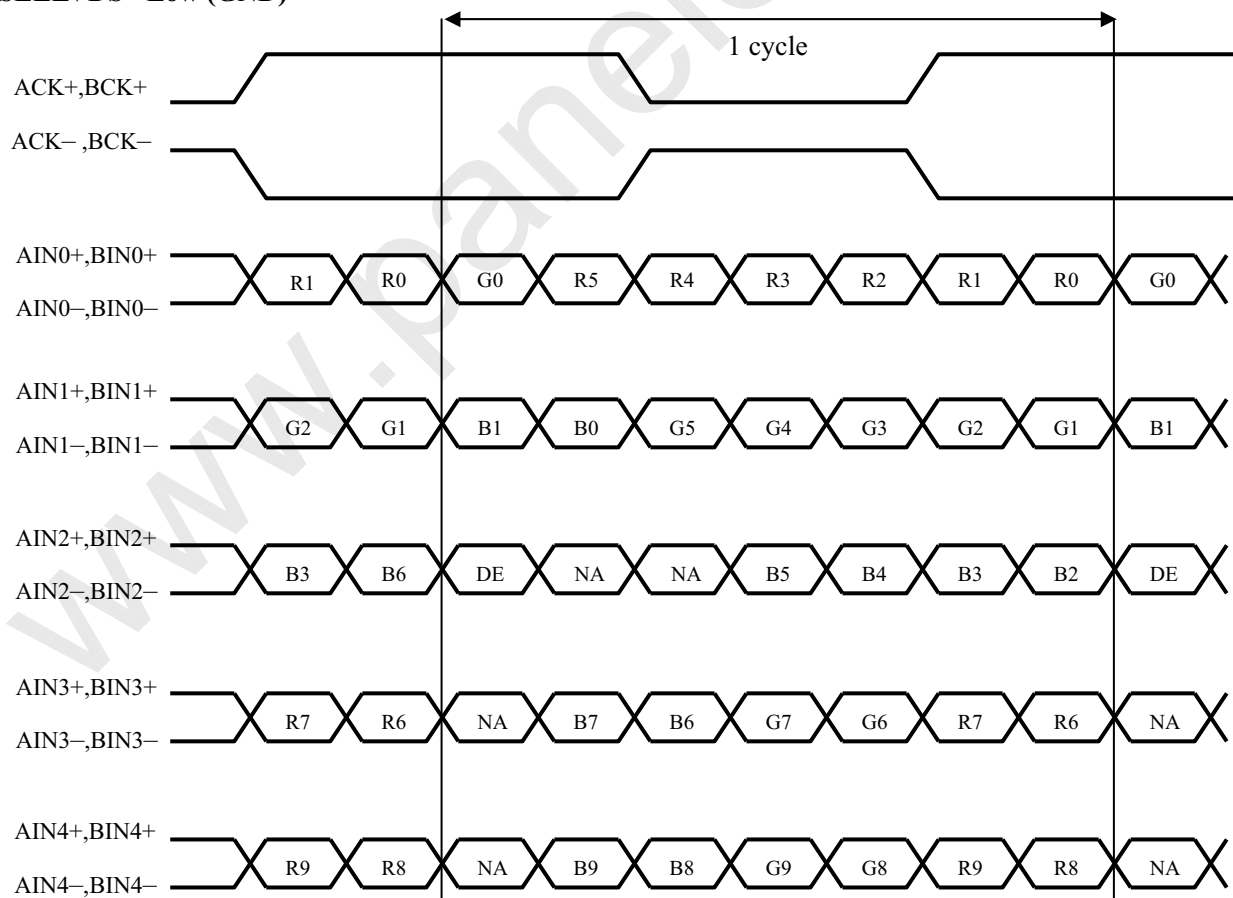 1 cycle
ACK+,BCK+
ACK– ,BCK–
AIN0+,BIN0+
R1 R0 G0 R5 R4 R3 R2 R1 R0 G0
AIN0–,BIN0–
AIN1+,BIN1+
G2 G1 B1 B0 G5 G4 G3 G2 G1 B1
AIN1–,BIN1–
AIN2+,BIN2+
B3 B6 DE NA NA B5 B4 B3 B2 DE
AIN2–,BIN2–
AIN3+,BIN3+
R7 R6 NA B7 B6 G7 G6 R7 R6 NA
AIN3–,BIN3–
AIN4+,BIN4+
R9 R8 NA B9 B8 G9 G8 R9 R8 NA
AIN4–,BIN4–
www.panel